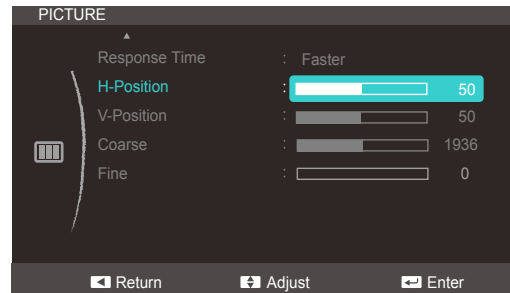 PICTURE
Response Time : Faster
H-Position : 50
V-Position : 50
Coarse : 1936
Fine : 0
Return Adjust Enter